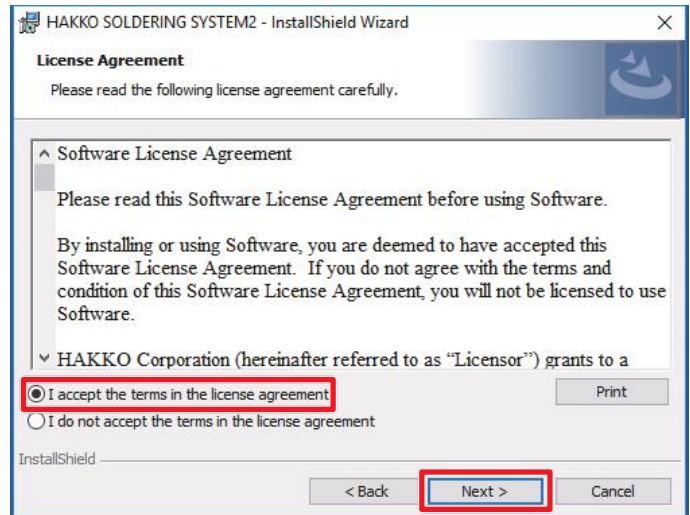 HAKKO SOLDERING SYSTEM2 - InstallShield Wizard
License Agreement
Please read the following license agreement carefully.
Software License Agreement
Please read this Software License Agreement before using Software.
By installing or using Software, you are deemed to have accepted this
Software License Agreement.  If you do not agree with the terms and
condition of this Software License Agreement, you will not be licensed to use
Software.
HAKKO Corporation (hereinafter referred to as “Licensor”) grants to a
I accept the terms in the license agreement
Print
I do not accept the terms in the license agreement
InstallShield
< Back
Next >
Cancel